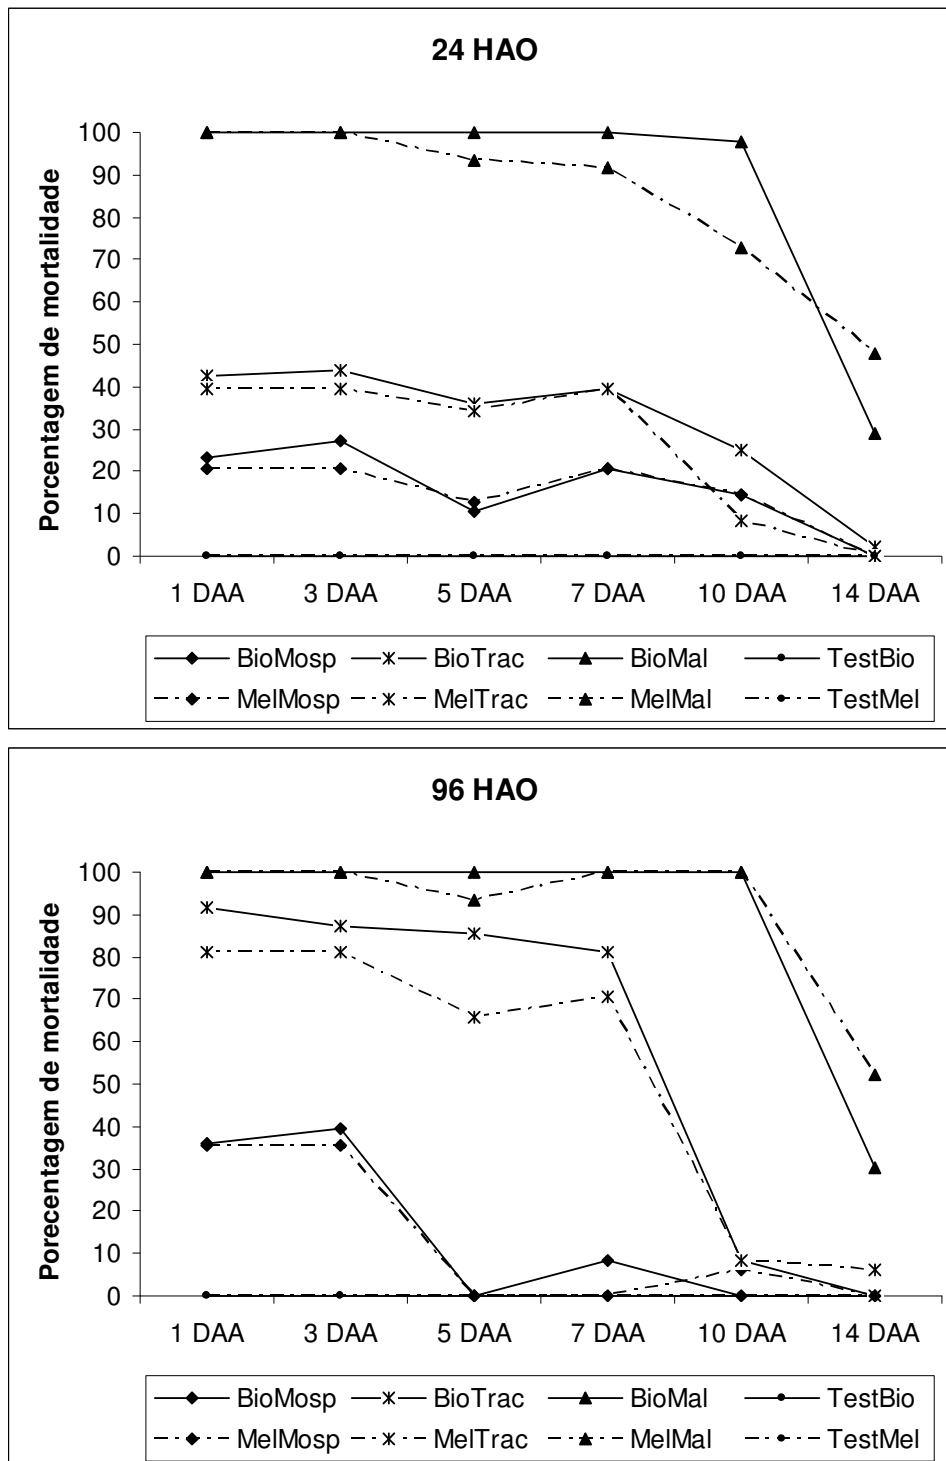 24 HAO
Porcentagem de mortalidade
100
90
80
70
60
50
40
30
20
10
0
1 DAA 3 DAA 5 DAA 7 DAA 10 DAA 14 DAA
BioMosp BioTrac BioMal TestBio
MelMosp MelTrac MelMal TestMel
96 HAO
Porecentagem de mortalidade
100
90
80
70
60
50
40
30
20
10
0
1 DAA 3 DAA 5 DAA 7 DAA 10 DAA 14 DAA
BioMosp BioTrac BioMal TestBio
MelMosp MelTrac MelMal TestMel